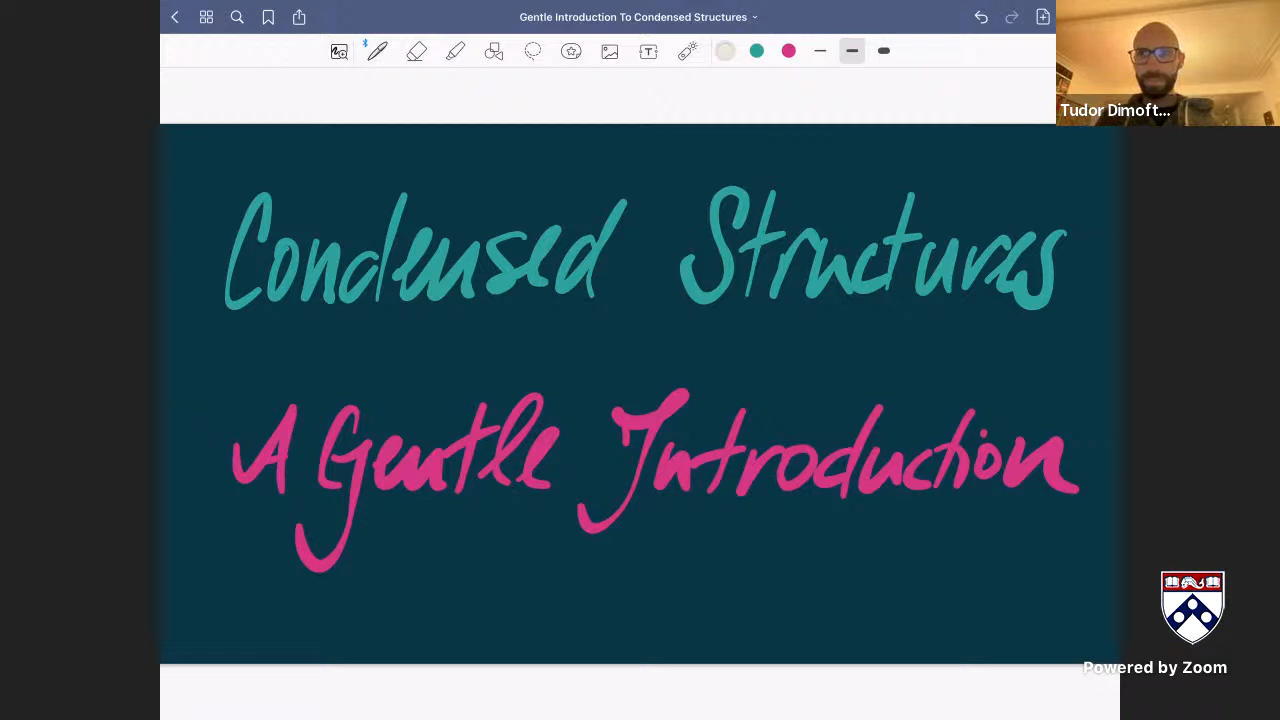 Gentle Introduction To Condensed Structures
Tudor Dimoft...
Condensed Structures
A Gentle Introduction
Powered by Zoom